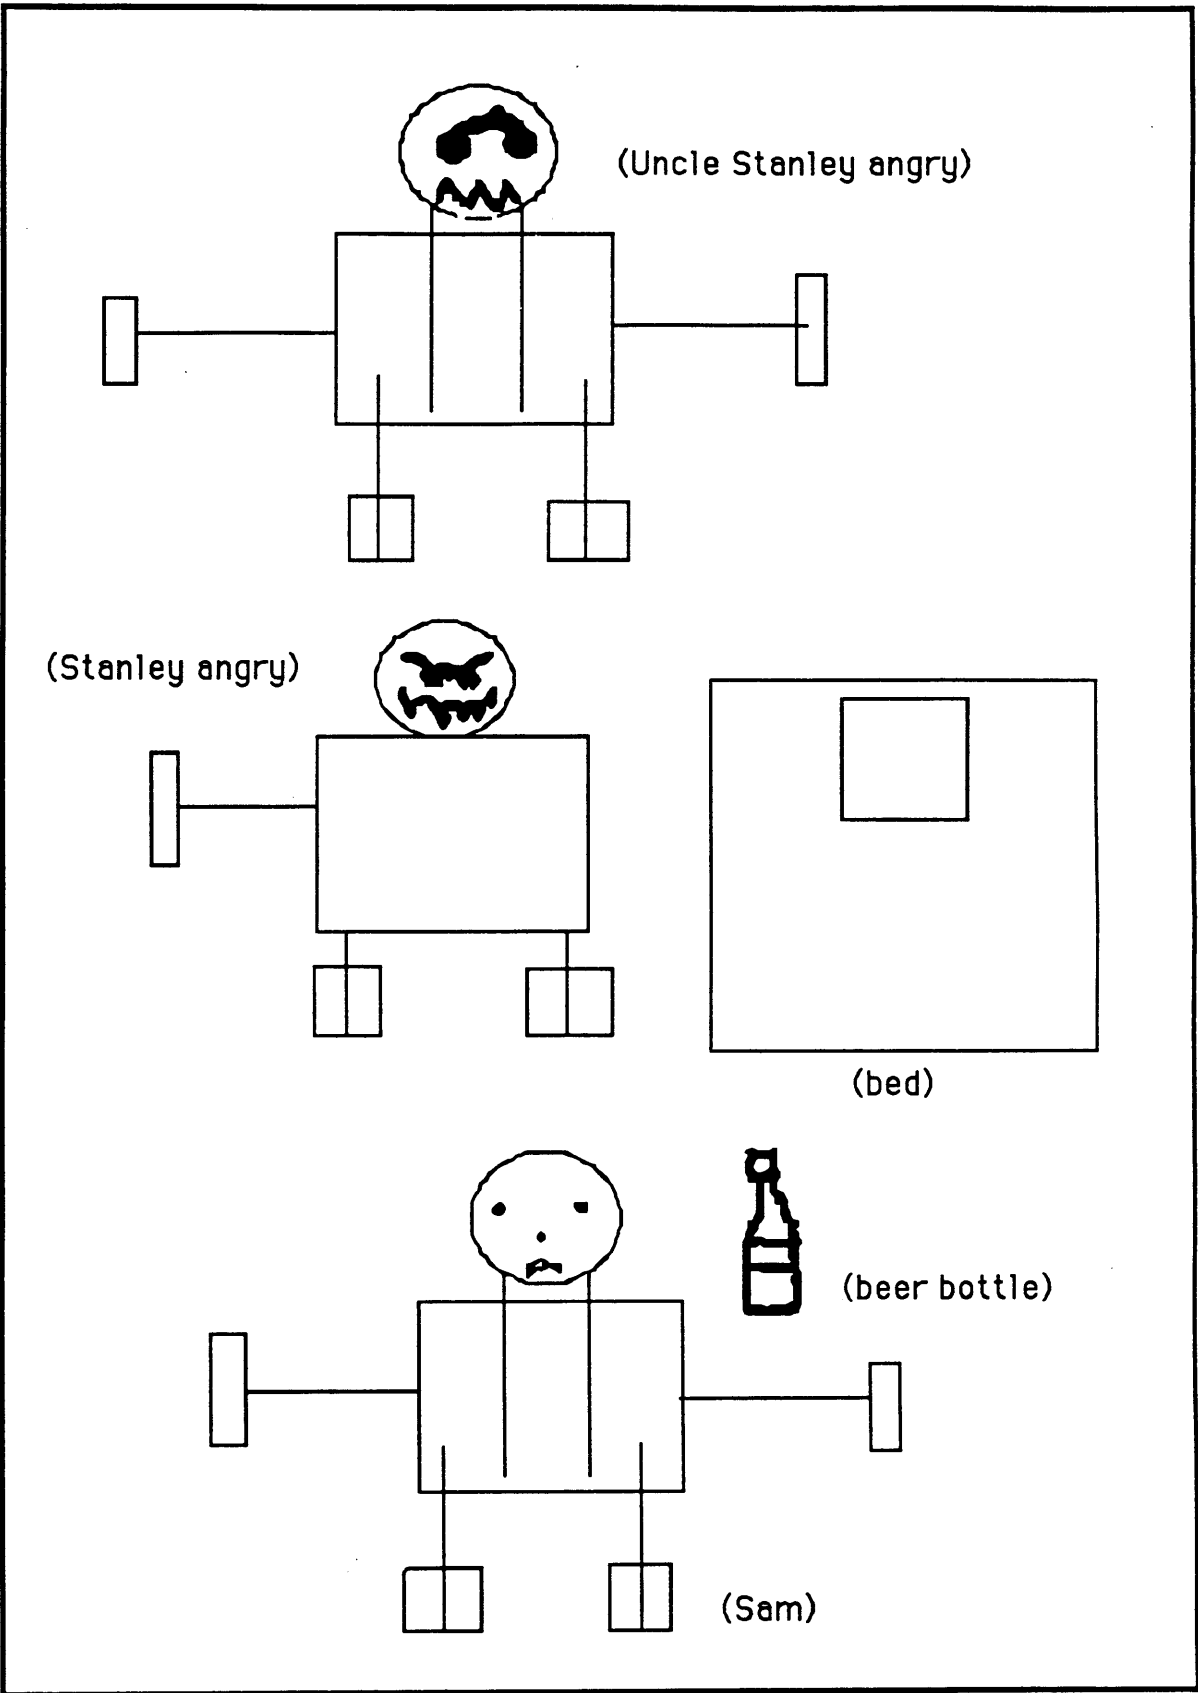 (Uncle Stanley angry)
(Stanley angry)
(bed)
(beer bottle)
(Sam)